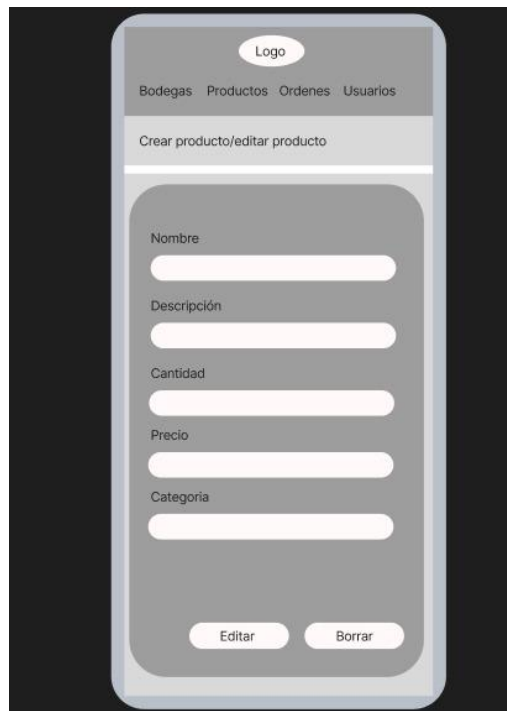 Logo
Bodegas Productos Ordenes Usuarios
Crear producto/editar producto
Nombre
Descripción
Cantidad
Precio
Categoria
Editar Borrar